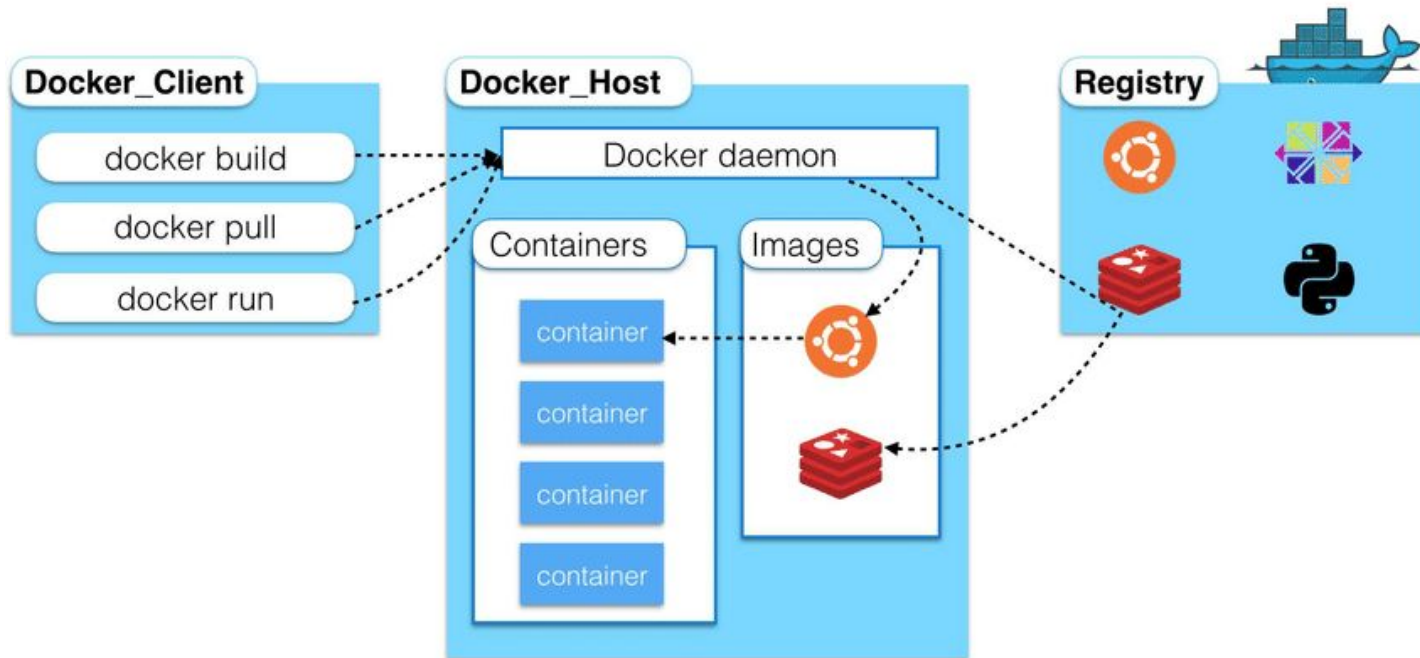 Docker_Client
docker build
docker pull
docker run
Docker_Host
Docker daemon
Containers
container
container
container
container
Images
Registry